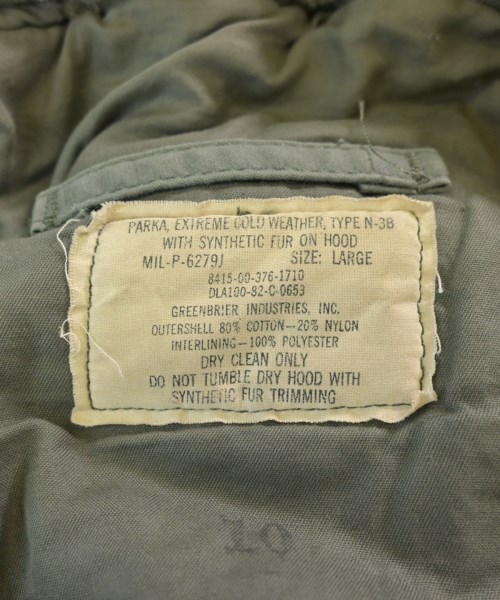 PARKA, EXTREME COLD WEATHER, TYPE N-3B
WITH SYNTHETIC FUR ON HOOD
MIL-P-6279J SIZE: LARGE
8415-00-376-1710
DLA100-82-C-0653
GREENBRIER INDUSTRIES, INC.
OUTERSHELL 80% COTTON—20% NYLON
INTERLINING—100% POLYESTER
DRY CLEAN ONLY
DO NOT TUMBLE DRY HOOD WITH
SYNTHETIC FUR TRIMMING
10